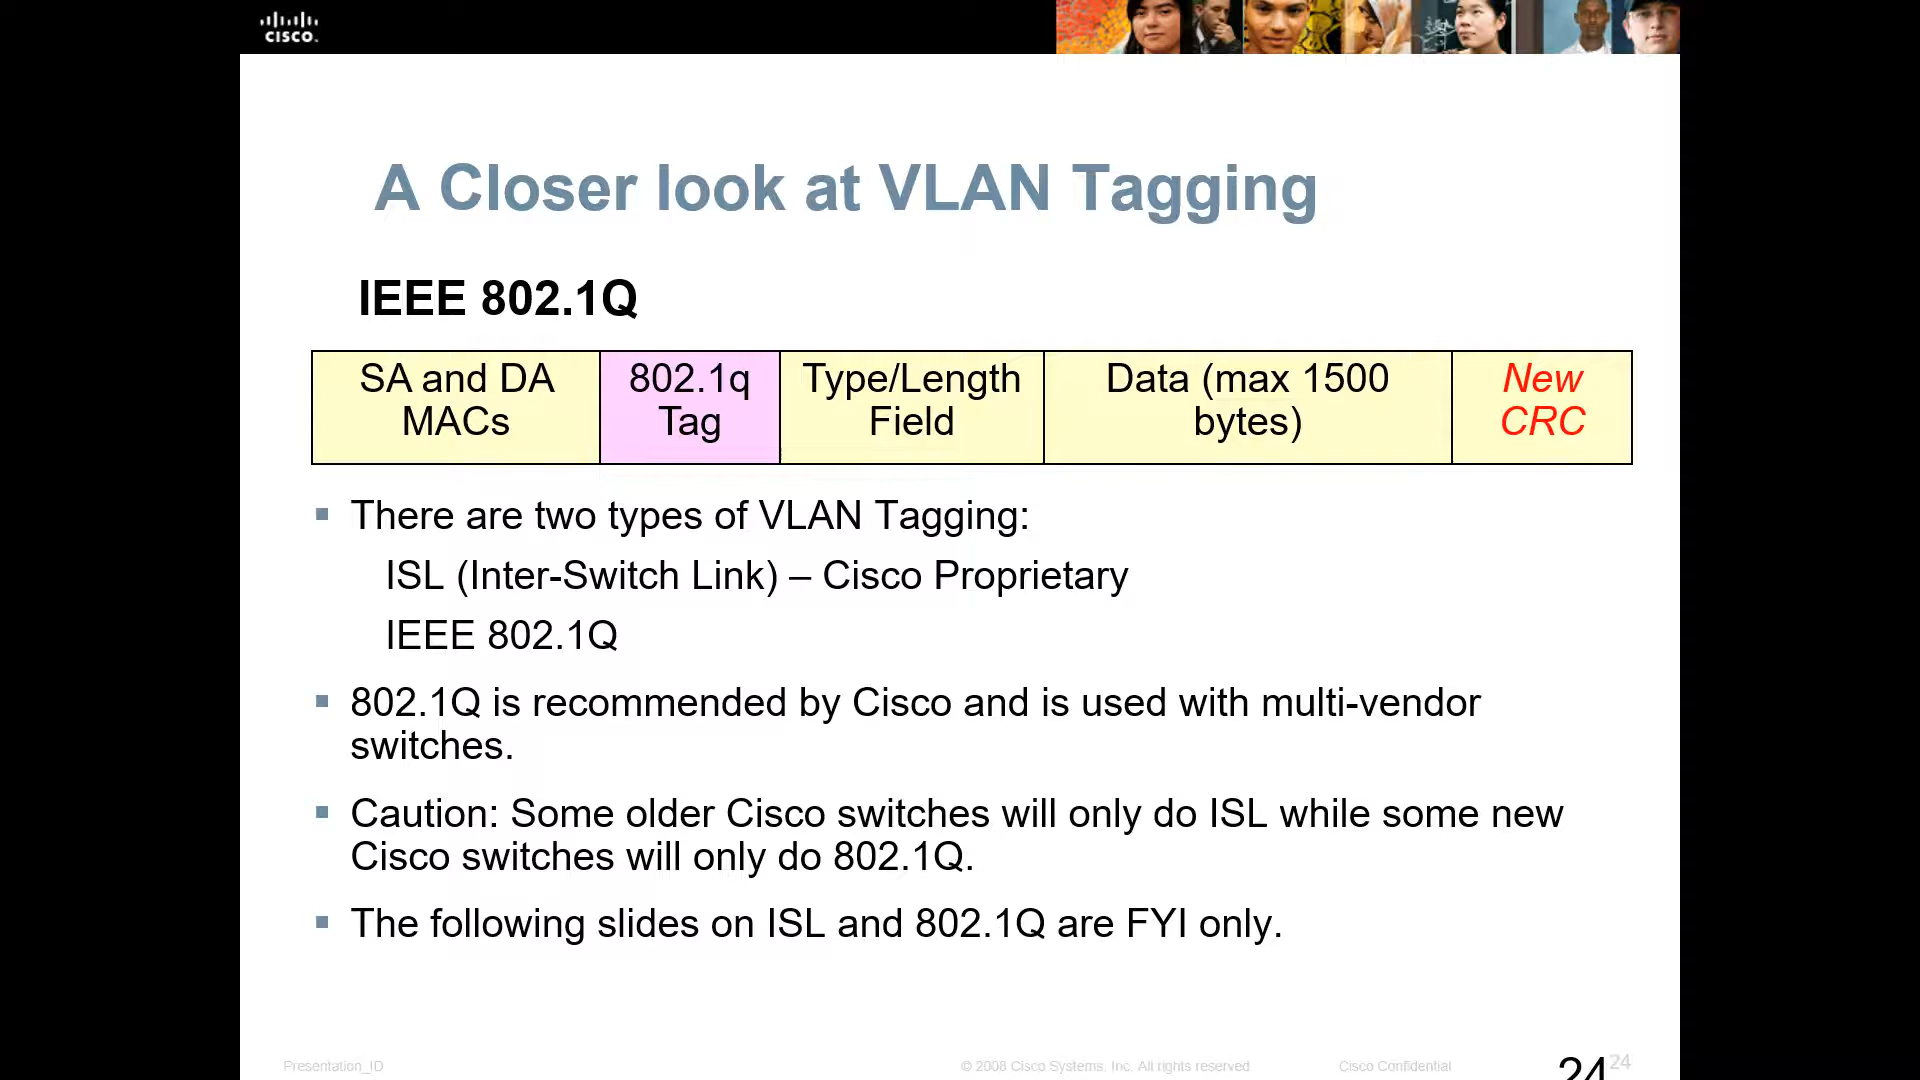 CISCO.
A Closer look at VLAN Tagging
IEEE 802.1Q
SA and DA MACs
802.1q Tag
Type/Length Field
Data (max 1500 bytes)
New CRC
▪ There are two types of VLAN Tagging:
ISL (Inter-Switch Link) – Cisco Proprietary
IEEE 802.1Q
▪ 802.1Q is recommended by Cisco and is used with multi-vendor
switches.
▪ Caution: Some older Cisco switches will only do ISL while some new
Cisco switches will only do 802.1Q.
▪ The following slides on ISL and 802.1Q are FYI only.
Presentation_ID
© 2008 Cisco Systems, Inc. All rights reserved
Cisco Confidential
24
24